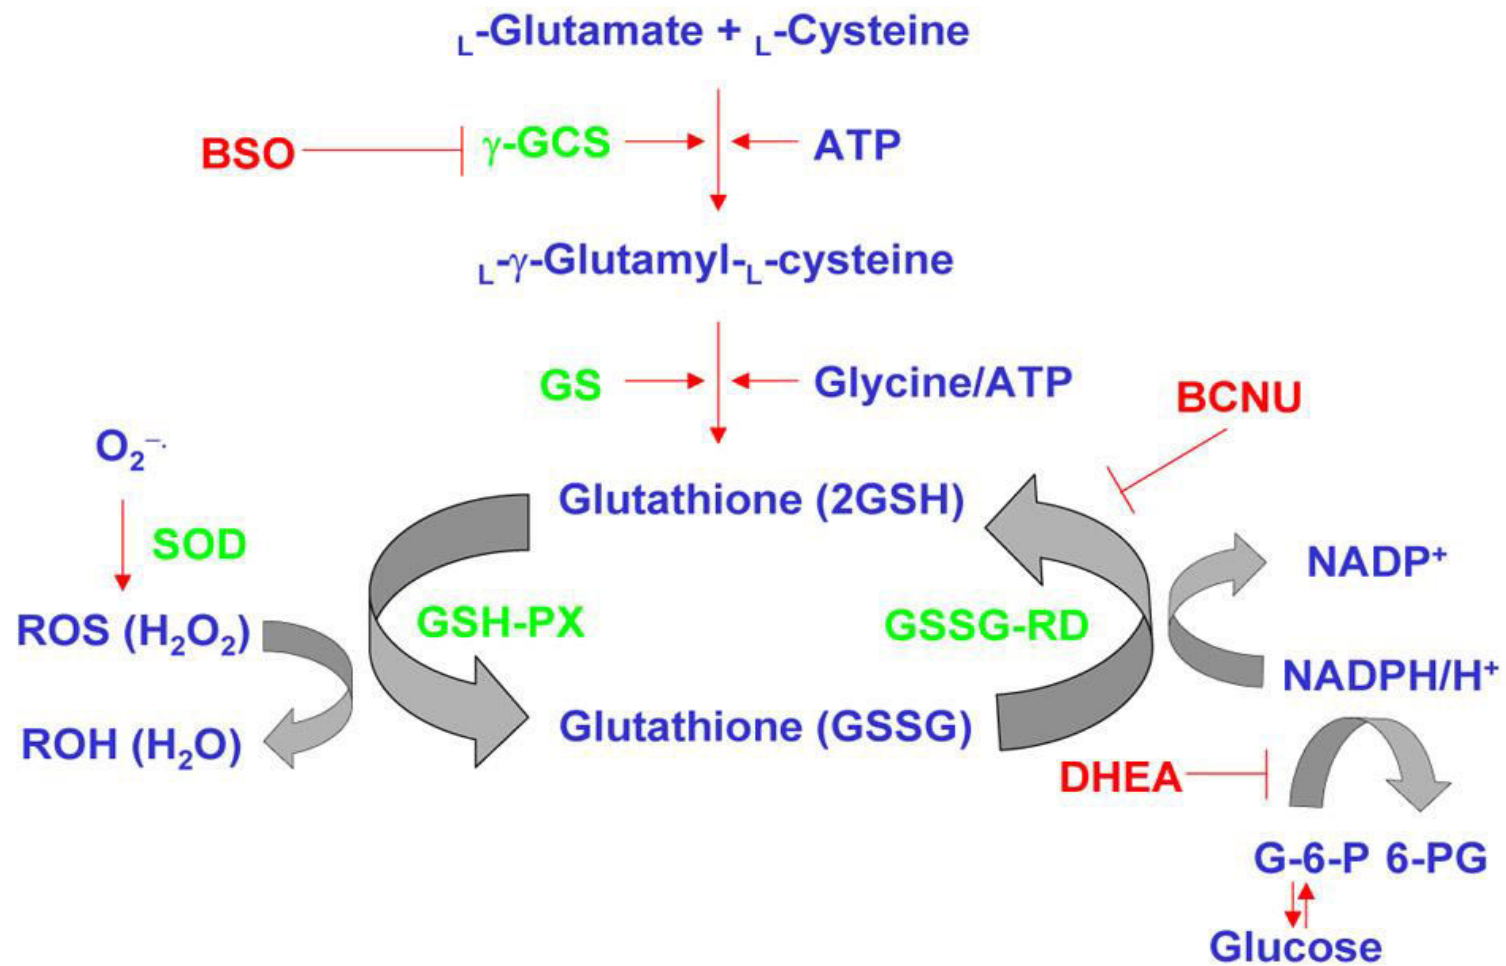 L-Glutamate + L-Cysteine
BSO γ-GCS ATP
L-γ-Glutamyl-L-cysteine
GS Glycine/ATP
BCNU
O₂⁻·
Glutathione (2GSH)
SOD
NADP⁺
ROS (H₂O₂) GSH-PX GSSG-RD
NADPH/H⁺
ROH (H₂O) Glutathione (GSSG)
DHEA
G-6-P 6-PG
Glucose